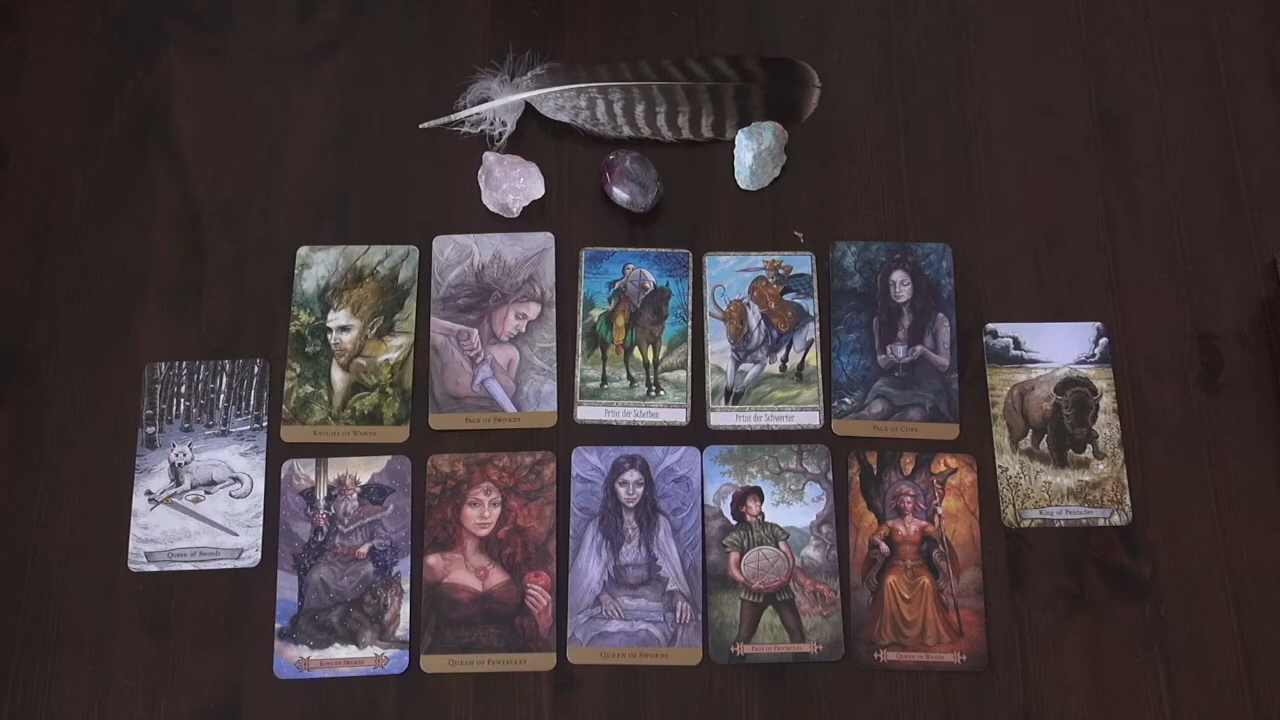 Knight of Wands
Page of Swords
Prinz der Scheiben
Prinz der Schwerter
Page of Cups
Queen of Swords
King of Pentacles
King of Swords
Queen of Pentacles
Queen of Swords
Page of Pentacles
Queen of Wands